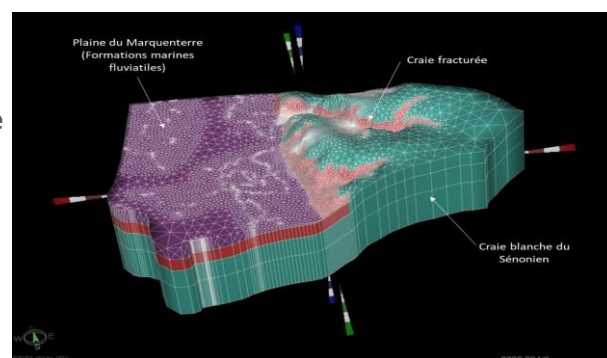 Plaine du Marquenterre
(Formations marines
fluviatiles)
Craie fracturée
e
Craie blanche du
Sénonien
W
E